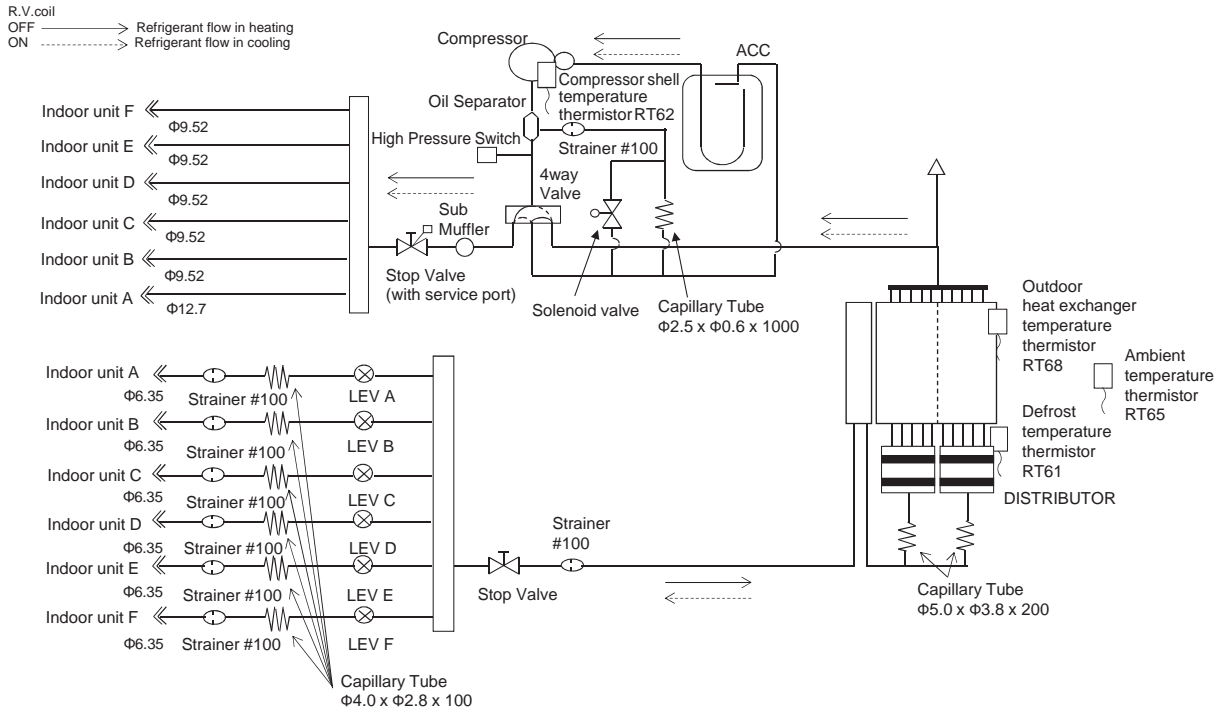 R.V.coil
OFF Refrigerant flow in heating
ON Refrigerant flow in cooling
Compressor
ACC
Compressor shell
temperature
thermistor RT62
Oil Separator
High Pressure Switch
Strainer #100
4way
Valve
Sub
Muffler
Stop Valve
(with service port)
Solenoid valve
Capillary Tube
Φ2.5 x Φ0.6 x 1000
Indoor unit F
Φ9.52
Indoor unit E
Φ9.52
Indoor unit D
Φ9.52
Indoor unit C
Φ9.52
Indoor unit B
Φ9.52
Indoor unit A
Φ12.7
Outdoor
heat exchanger
temperature
thermistor
RT68
Ambient
temperature
thermistor
RT65
Defrost
temperature
thermistor
RT61
DISTRIBUTOR
Capillary Tube
Φ5.0 x Φ3.8 x 200
Indoor unit A
Φ6.35 Strainer #100 LEV A
Indoor unit B
Φ6.35 Strainer #100 LEV B
Indoor unit C
Φ6.35 Strainer #100 LEV C
Indoor unit D
Φ6.35 Strainer #100 LEV D
Indoor unit E
Φ6.35 Strainer #100 LEV E
Indoor unit F
Φ6.35 Strainer #100 LEV F
Stop Valve
Strainer
#100
Capillary Tube
Φ4.0 x Φ2.8 x 100